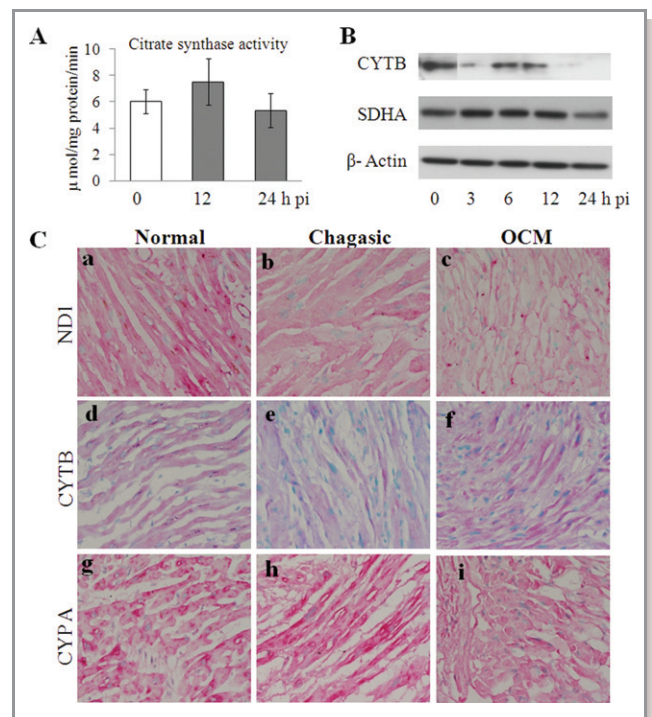 A
Citrate synthase activity
μ mol/mg protein/min
10
8
6
4
2
0
0 12 24 h pi
B
CYTB
SDHA
β- Actin
0 3 6 12 24 h pi
C
Normal Chagasic OCM
ND1
a b c
CYTB
d e f
CYPA
g h i